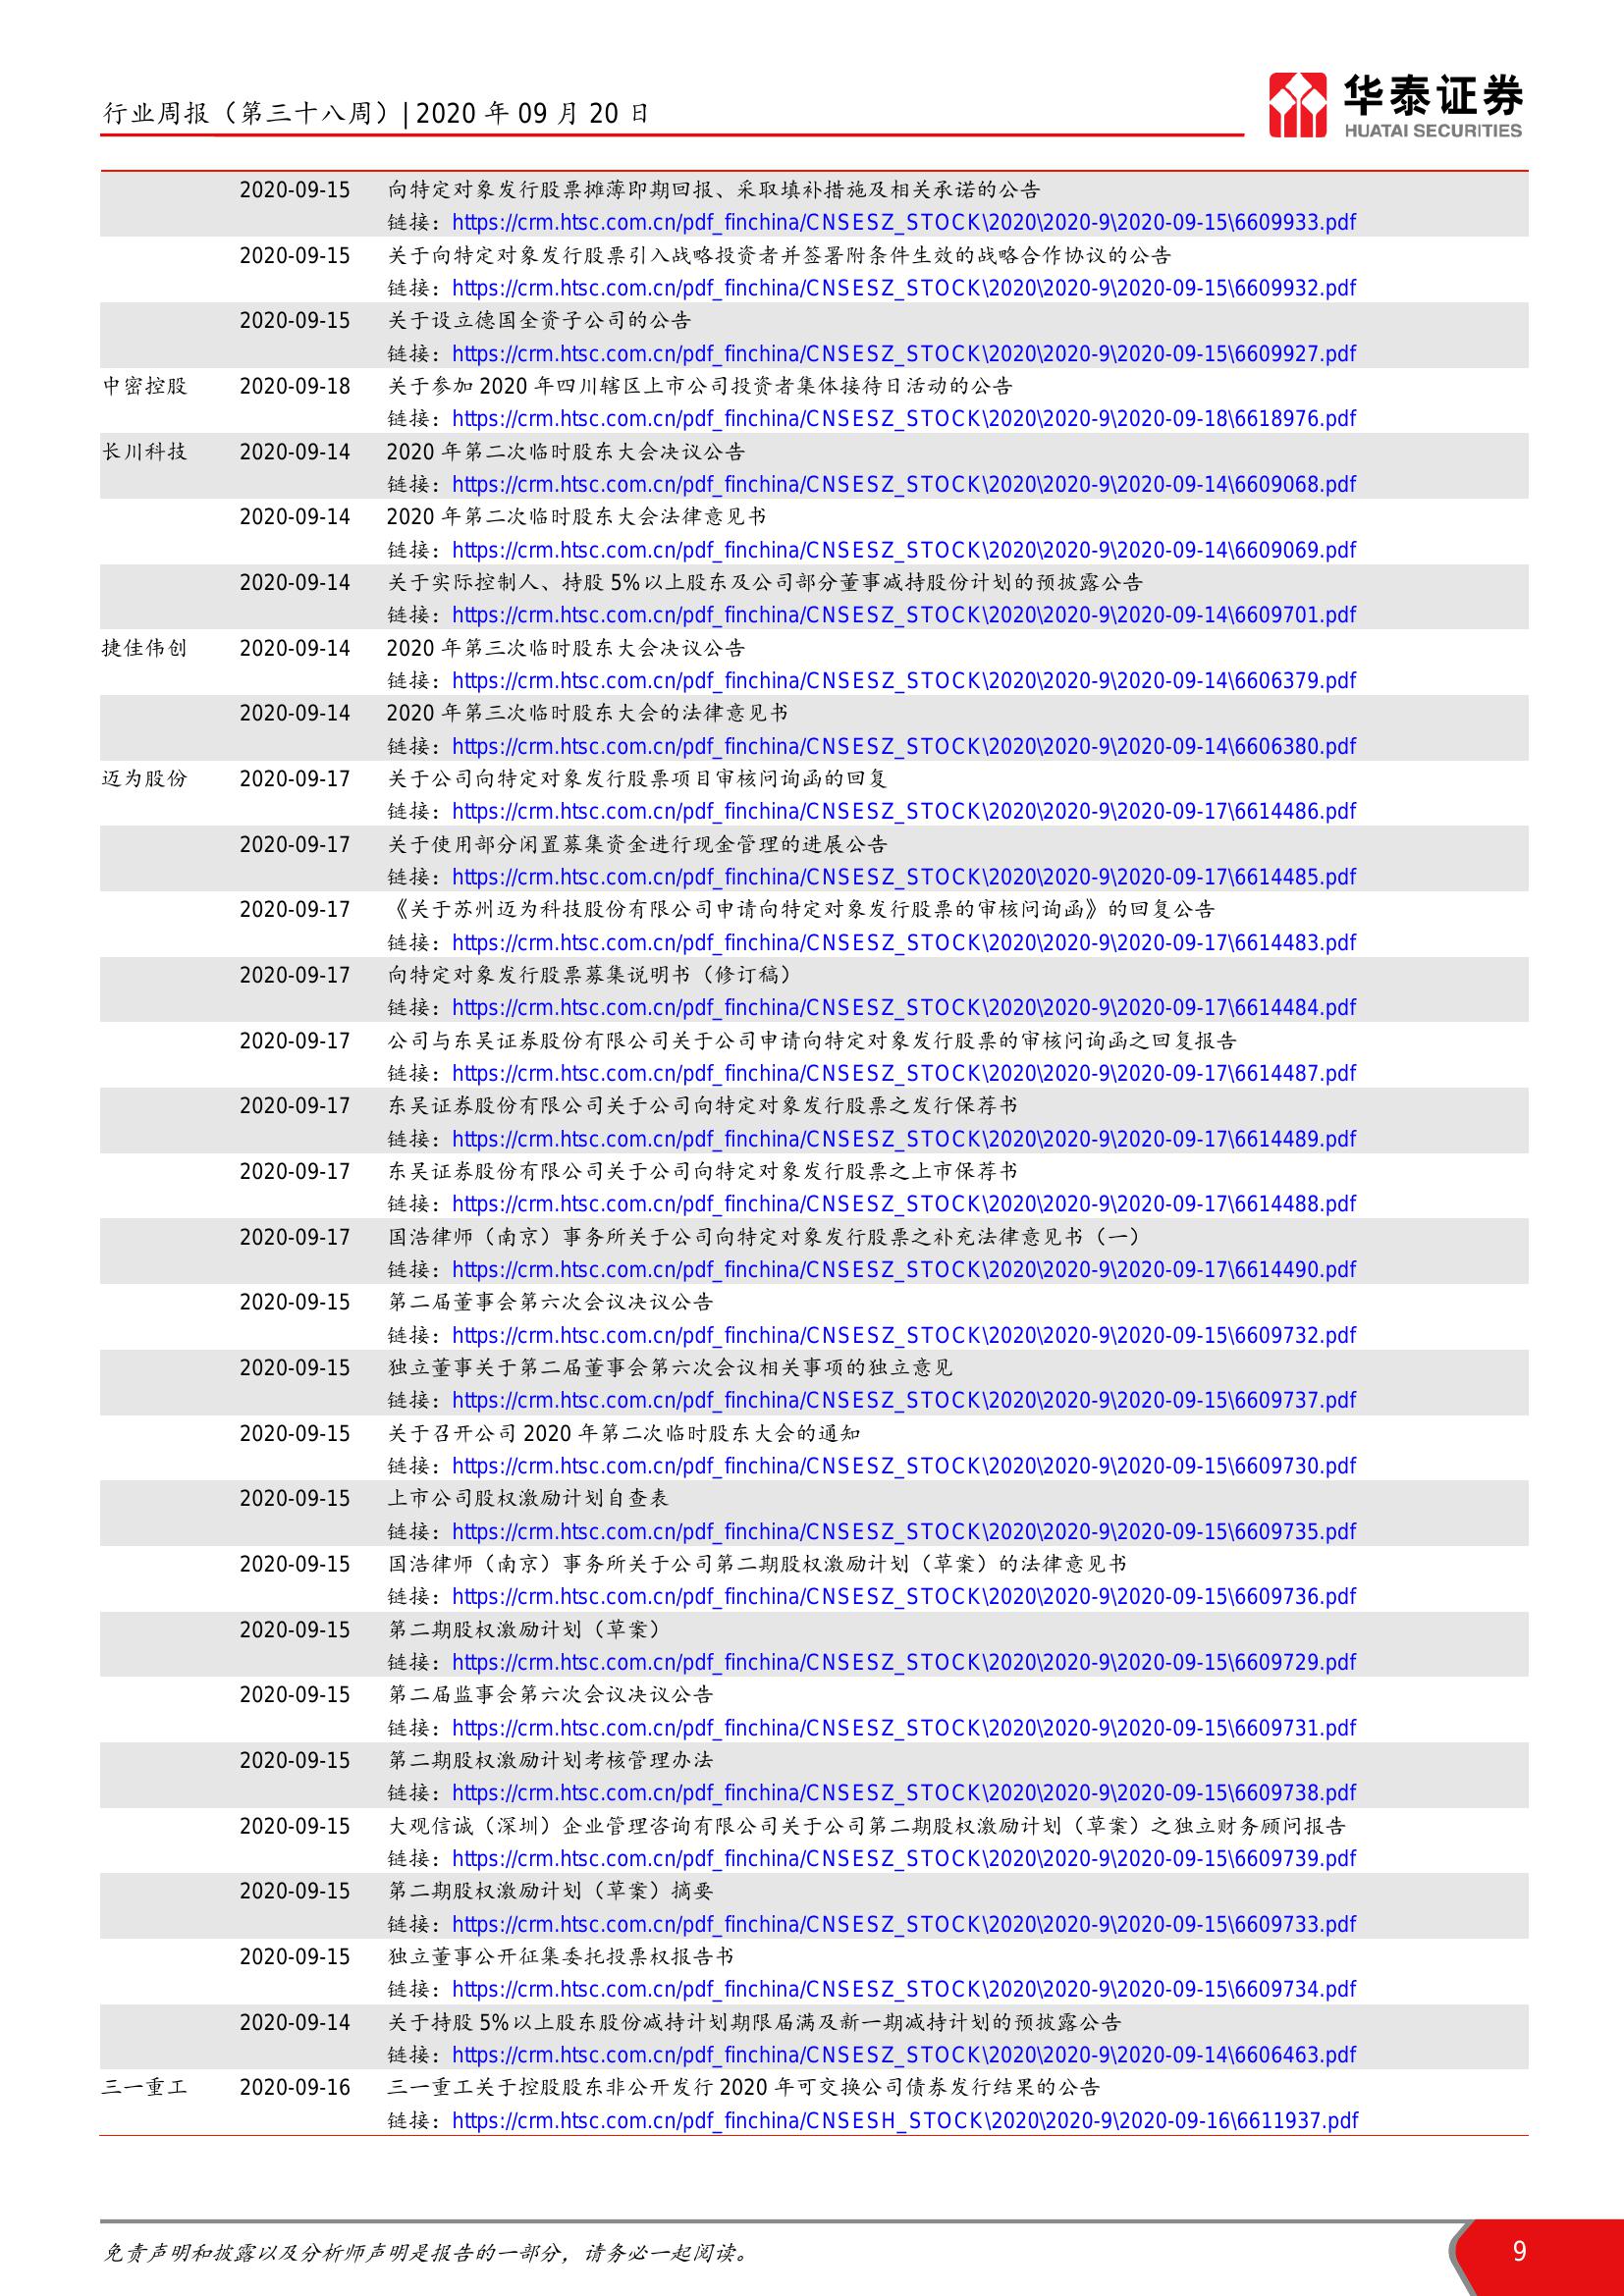 行业周报（第三十八周）| 2020 年 09 月 20 日
华泰证券
HUATAI SECURITIES
2020-09-15 向特定对象发行股票摊薄即期回报、采取填补措施及相关承诺的公告
链接：https://crm.htsc.com.cn/pdf_finchina/CNSESZ_STOCK\2020\2020-9\2020-09-15\6609933.pdf
2020-09-15 关于向特定对象发行股票引入战略投资者并签署附条件生效的战略合作协议的公告
链接：https://crm.htsc.com.cn/pdf_finchina/CNSESZ_STOCK\2020\2020-9\2020-09-15\6609932.pdf
2020-09-15 关于设立德国全资子公司的公告
链接：https://crm.htsc.com.cn/pdf_finchina/CNSESZ_STOCK\2020\2020-9\2020-09-15\6609927.pdf
中密控股 2020-09-18 关于参加 2020 年四川辖区上市公司投资者集体接待日活动的公告
链接：https://crm.htsc.com.cn/pdf_finchina/CNSESZ_STOCK\2020\2020-9\2020-09-18\6618976.pdf
长川科技 2020-09-14 2020 年第二次临时股东大会决议公告
链接：https://crm.htsc.com.cn/pdf_finchina/CNSESZ_STOCK\2020\2020-9\2020-09-14\6609068.pdf
2020-09-14 2020 年第二次临时股东大会法律意见书
链接：https://crm.htsc.com.cn/pdf_finchina/CNSESZ_STOCK\2020\2020-9\2020-09-14\6609069.pdf
2020-09-14 关于实际控制人、持股 5%以上股东及公司部分董事减持股份计划的预披露公告
链接：https://crm.htsc.com.cn/pdf_finchina/CNSESZ_STOCK\2020\2020-9\2020-09-14\6609701.pdf
捷佳伟创 2020-09-14 2020 年第三次临时股东大会决议公告
链接：https://crm.htsc.com.cn/pdf_finchina/CNSESZ_STOCK\2020\2020-9\2020-09-14\6606379.pdf
2020-09-14 2020 年第三次临时股东大会的法律意见书
链接：https://crm.htsc.com.cn/pdf_finchina/CNSESZ_STOCK\2020\2020-9\2020-09-14\6606380.pdf
迈为股份 2020-09-17 关于公司向特定对象发行股票项目审核问询函的回复
链接：https://crm.htsc.com.cn/pdf_finchina/CNSESZ_STOCK\2020\2020-9\2020-09-17\6614486.pdf
2020-09-17 关于使用部分闲置募集资金进行现金管理的进展公告
链接：https://crm.htsc.com.cn/pdf_finchina/CNSESZ_STOCK\2020\2020-9\2020-09-17\6614485.pdf
2020-09-17 《关于苏州迈为科技股份有限公司申请向特定对象发行股票的审核问询函》的回复公告
链接：https://crm.htsc.com.cn/pdf_finchina/CNSESZ_STOCK\2020\2020-9\2020-09-17\6614483.pdf
2020-09-17 向特定对象发行股票募集说明书（修订稿）
链接：https://crm.htsc.com.cn/pdf_finchina/CNSESZ_STOCK\2020\2020-9\2020-09-17\6614484.pdf
2020-09-17 公司与东吴证券股份有限公司关于公司申请向特定对象发行股票的审核问询函之回复报告
链接：https://crm.htsc.com.cn/pdf_finchina/CNSESZ_STOCK\2020\2020-9\2020-09-17\6614487.pdf
2020-09-17 东吴证券股份有限公司关于公司向特定对象发行股票之发行保荐书
链接：https://crm.htsc.com.cn/pdf_finchina/CNSESZ_STOCK\2020\2020-9\2020-09-17\6614489.pdf
2020-09-17 东吴证券股份有限公司关于公司向特定对象发行股票之上市保荐书
链接：https://crm.htsc.com.cn/pdf_finchina/CNSESZ_STOCK\2020\2020-9\2020-09-17\6614488.pdf
2020-09-17 国浩律师（南京）事务所关于公司向特定对象发行股票之补充法律意见书（一）
链接：https://crm.htsc.com.cn/pdf_finchina/CNSESZ_STOCK\2020\2020-9\2020-09-17\6614490.pdf
2020-09-15 第二届董事会第六次会议决议公告
链接：https://crm.htsc.com.cn/pdf_finchina/CNSESZ_STOCK\2020\2020-9\2020-09-15\6609732.pdf
2020-09-15 独立董事关于第二届董事会第六次会议相关事项的独立意见
链接：https://crm.htsc.com.cn/pdf_finchina/CNSESZ_STOCK\2020\2020-9\2020-09-15\6609737.pdf
2020-09-15 关于召开公司 2020 年第二次临时股东大会的通知
链接：https://crm.htsc.com.cn/pdf_finchina/CNSESZ_STOCK\2020\2020-9\2020-09-15\6609730.pdf
2020-09-15 上市公司股权激励计划自查表
链接：https://crm.htsc.com.cn/pdf_finchina/CNSESZ_STOCK\2020\2020-9\2020-09-15\6609735.pdf
2020-09-15 国浩律师（南京）事务所关于公司第二期股权激励计划（草案）的法律意见书
链接：https://crm.htsc.com.cn/pdf_finchina/CNSESZ_STOCK\2020\2020-9\2020-09-15\6609736.pdf
2020-09-15 第二期股权激励计划（草案）
链接：https://crm.htsc.com.cn/pdf_finchina/CNSESZ_STOCK\2020\2020-9\2020-09-15\6609729.pdf
2020-09-15 第二届监事会第六次会议决议公告
链接：https://crm.htsc.com.cn/pdf_finchina/CNSESZ_STOCK\2020\2020-9\2020-09-15\6609731.pdf
2020-09-15 第二期股权激励计划考核管理办法
链接：https://crm.htsc.com.cn/pdf_finchina/CNSESZ_STOCK\2020\2020-9\2020-09-15\6609738.pdf
2020-09-15 大观信诚（深圳）企业管理咨询有限公司关于公司第二期股权激励计划（草案）之独立财务顾问报告
链接：https://crm.htsc.com.cn/pdf_finchina/CNSESZ_STOCK\2020\2020-9\2020-09-15\6609739.pdf
2020-09-15 第二期股权激励计划（草案）摘要
链接：https://crm.htsc.com.cn/pdf_finchina/CNSESZ_STOCK\2020\2020-9\2020-09-15\6609733.pdf
2020-09-15 独立董事公开征集委托投票权报告书
链接：https://crm.htsc.com.cn/pdf_finchina/CNSESZ_STOCK\2020\2020-9\2020-09-15\6609734.pdf
2020-09-14 关于持股 5%以上股东股份减持计划期限届满及新一期减持计划的预披露公告
链接：https://crm.htsc.com.cn/pdf_finchina/CNSESZ_STOCK\2020\2020-9\2020-09-14\6606463.pdf
三一重工 2020-09-16 三一重工关于控股股东非公开发行 2020 年可交换公司债券发行结果的公告
链接：https://crm.htsc.com.cn/pdf_finchina/CNSESH_STOCK\2020\2020-9\2020-09-16\6611937.pdf
免责声明和披露以及分析师声明是报告的一部分，请务必一起阅读。 9